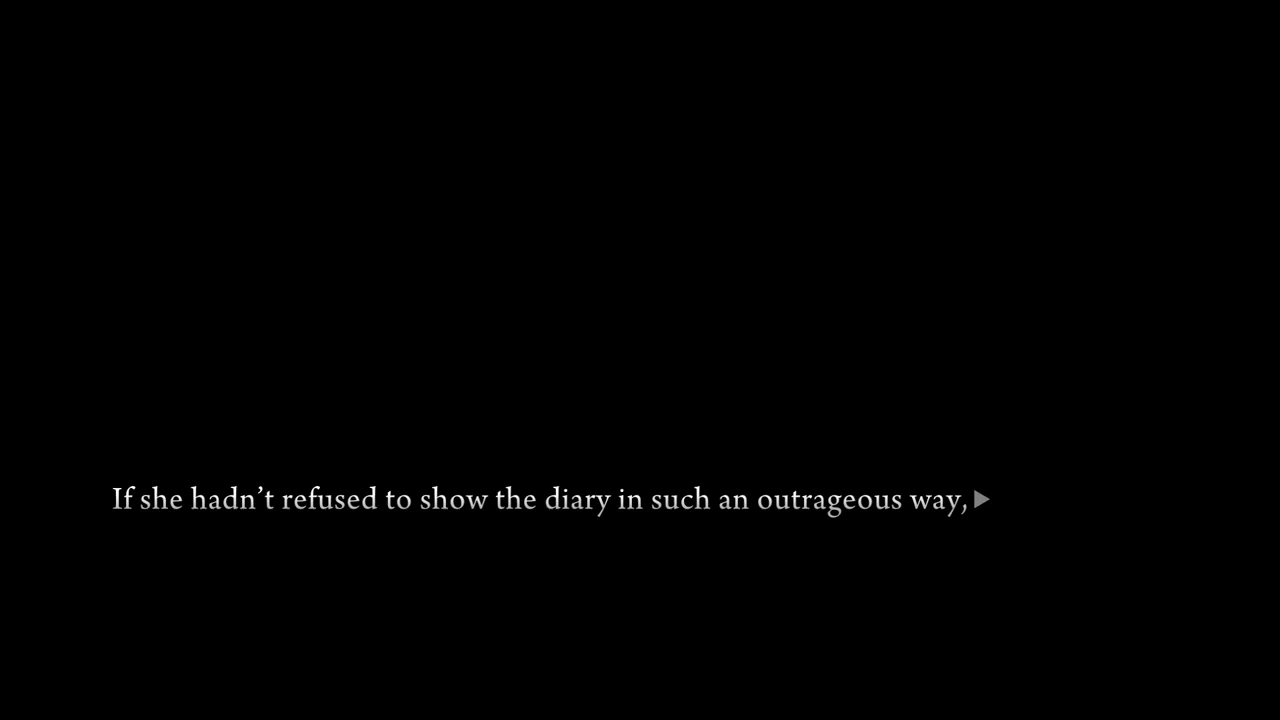 If she hadn’t refused to show the diary in such an outrageous way,